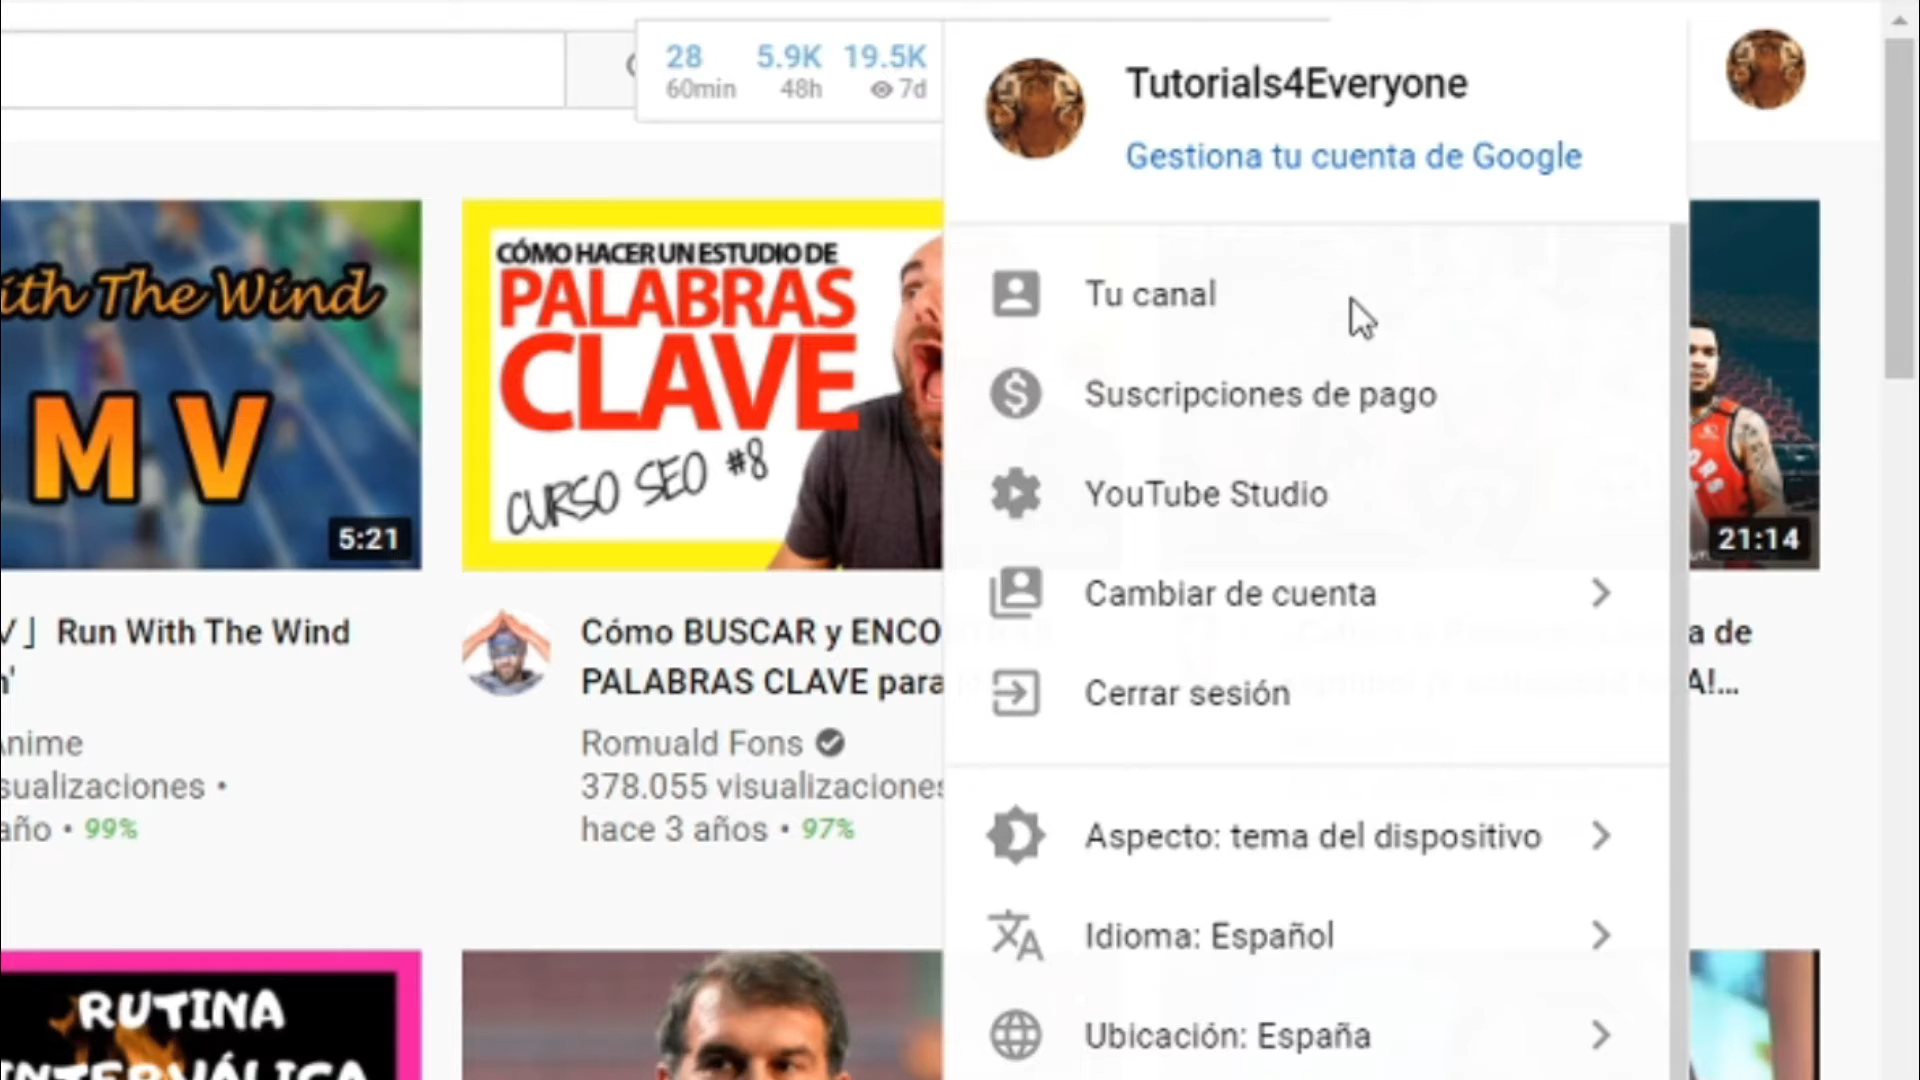 28 5.9K 19.5K
60min 48h 7d
Tutorials4Everyone
Gestiona tu cuenta de Google
Tu canal
Suscripciones de pago
YouTube Studio
Cambiar de cuenta
Cerrar sesión
Aspecto: tema del dispositivo
Idioma: Español
Ubicación: España
ith The Wind
MV
5:21
Run With The Wind
Anime
sualizaciones •
año • 99%
CÓMO HACER UN ESTUDIO DE
PALABRAS
CLAVE
CURSO SEO #8
Cómo BUSCAR y ENCO
PALABRAS CLAVE para
Romuald Fons
378.055 visualizaciones
hace 3 años • 97%
21:14
a de
A!...
RUTINA
INTERVÁLICA